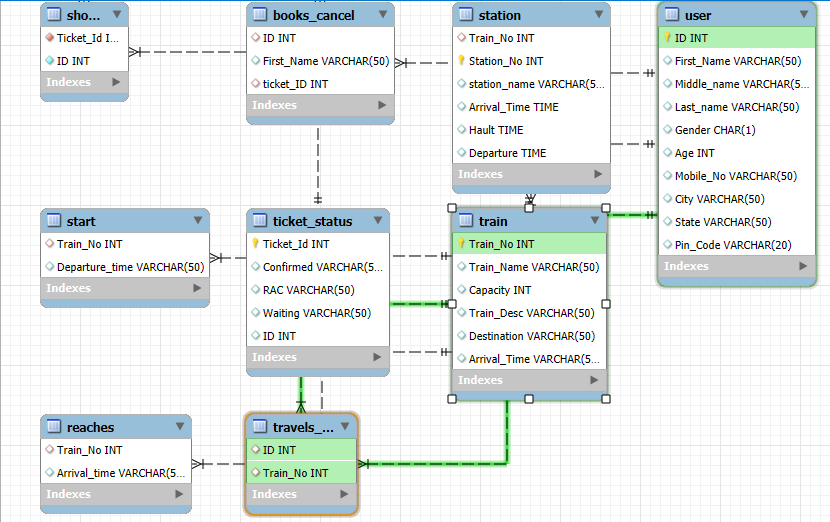 sho...
Ticket_Id I...
ID INT
Indexes
books_cancel
ID INT
First_Name VARCHAR(50)
ticket_ID INT
Indexes
station
Train_No INT
Station_No INT
station_name VARCHAR(5...
Arrival_Time TIME
Hault TIME
Departure TIME
Indexes
user
ID INT
First_Name VARCHAR(50)
Middle_name VARCHAR(5...
Last_name VARCHAR(50)
Gender CHAR(1)
Age INT
Mobile_No VARCHAR(50)
City VARCHAR(50)
State VARCHAR(50)
Pin_Code VARCHAR(20)
Indexes
start
Train_No INT
Departure_time VARCHAR(50)
Indexes
ticket_status
Ticket_Id INT
Confirmed VARCHAR(5...
RAC VARCHAR(50)
Waiting VARCHAR(50)
ID INT
Indexes
train
Train_No INT
Train_Name VARCHAR(50)
Capacity INT
Train_Desc VARCHAR(50)
Destination VARCHAR(50)
Arrival_Time VARCHAR(5...
Indexes
reaches
Train_No INT
Arrival_time VARCHAR(5...
Indexes
travels_...
ID INT
Train_No INT
Indexes